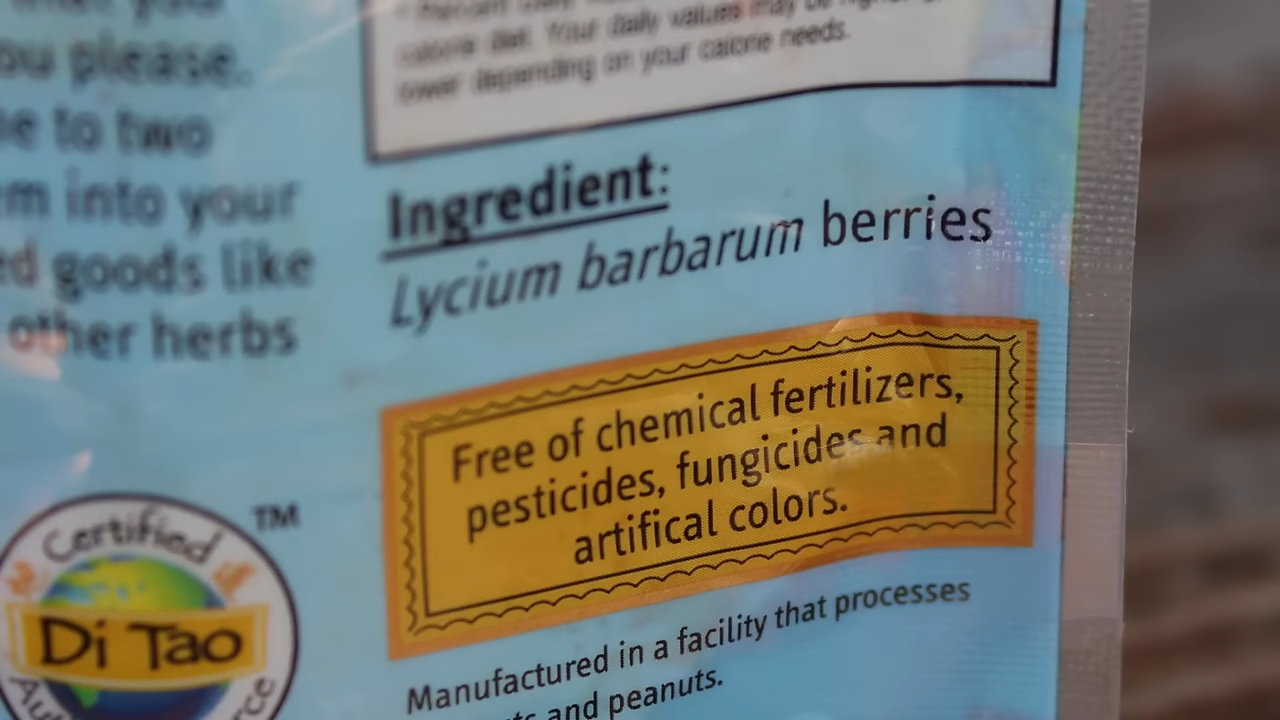 ou please.
e to two
m into your
ed goods like
other herbs
calorie diet. Your daily values may be higher or
lower depending on your calorie needs.
Ingredient:
Lycium barbarum berries
Free of chemical fertilizers,
pesticides, fungicides and
artifical colors.
Manufactured in a facility that processes
and peanuts.
TM
Certified
Di Tao